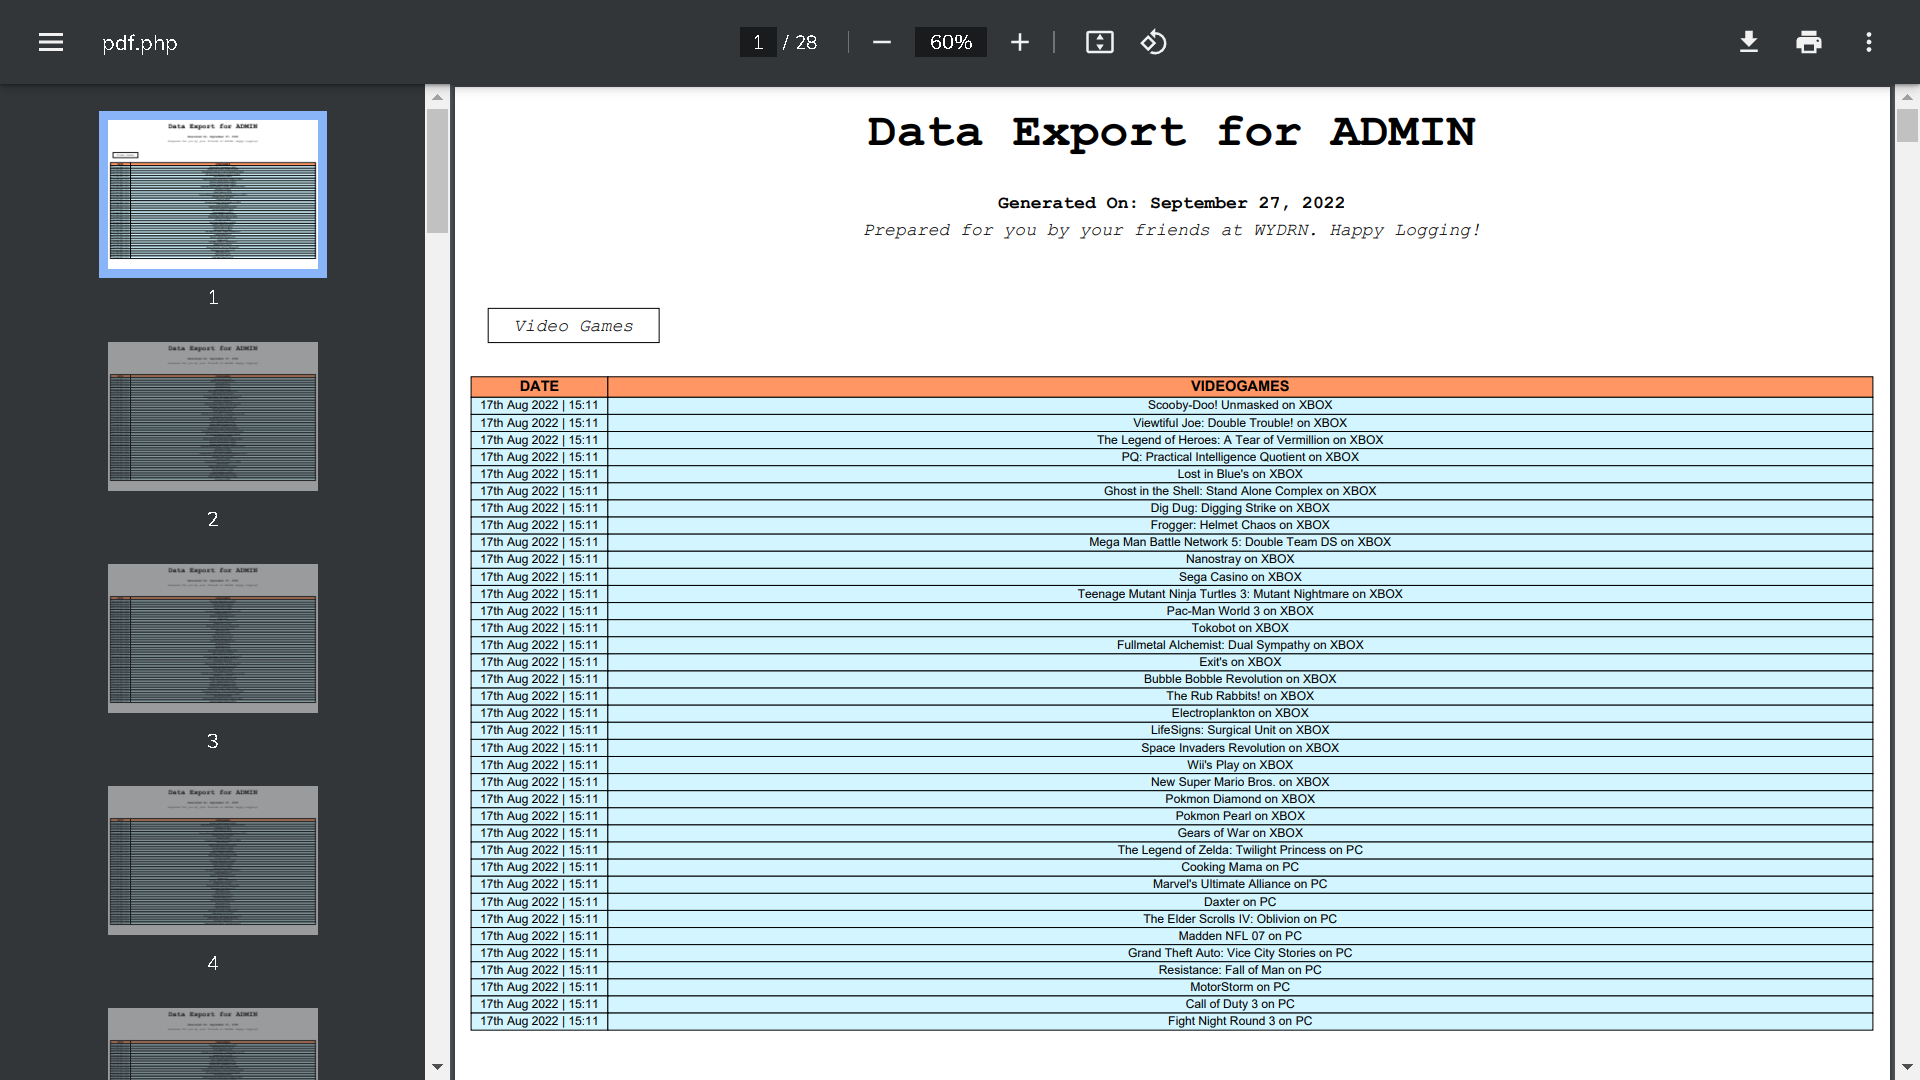 pdf.php
1 / 28
60%
Data Export for ADMIN
1
Data Export for ADMIN
2
Data Export for ADMIN
3
Data Export for ADMIN
4
Data Export for ADMIN
Data Export for ADMIN
Generated On: September 27, 2022
Prepared for you by your friends at WYDRN. Happy Logging!
Video Games
DATE VIDEOGAMES
17th Aug 2022 | 15:11 Scooby-Doo! Unmasked on XBOX
17th Aug 2022 | 15:11 Viewtiful Joe: Double Trouble! on XBOX
17th Aug 2022 | 15:11 The Legend of Heroes: A Tear of Vermillion on XBOX
17th Aug 2022 | 15:11 PQ: Practical Intelligence Quotient on XBOX
17th Aug 2022 | 15:11 Lost in Blue's on XBOX
17th Aug 2022 | 15:11 Ghost in the Shell: Stand Alone Complex on XBOX
17th Aug 2022 | 15:11 Dig Dug: Digging Strike on XBOX
17th Aug 2022 | 15:11 Frogger: Helmet Chaos on XBOX
17th Aug 2022 | 15:11 Mega Man Battle Network 5: Double Team DS on XBOX
17th Aug 2022 | 15:11 Nanostray on XBOX
17th Aug 2022 | 15:11 Sega Casino on XBOX
17th Aug 2022 | 15:11 Teenage Mutant Ninja Turtles 3: Mutant Nightmare on XBOX
17th Aug 2022 | 15:11 Pac-Man World 3 on XBOX
17th Aug 2022 | 15:11 Tokobot on XBOX
17th Aug 2022 | 15:11 Fullmetal Alchemist: Dual Sympathy on XBOX
17th Aug 2022 | 15:11 Exit's on XBOX
17th Aug 2022 | 15:11 Bubble Bobble Revolution on XBOX
17th Aug 2022 | 15:11 The Rub Rabbits! on XBOX
17th Aug 2022 | 15:11 Electroplankton on XBOX
17th Aug 2022 | 15:11 LifeSigns: Surgical Unit on XBOX
17th Aug 2022 | 15:11 Space Invaders Revolution on XBOX
17th Aug 2022 | 15:11 Wii's Play on XBOX
17th Aug 2022 | 15:11 New Super Mario Bros. on XBOX
17th Aug 2022 | 15:11 Pokmon Diamond on XBOX
17th Aug 2022 | 15:11 Pokmon Pearl on XBOX
17th Aug 2022 | 15:11 Gears of War on XBOX
17th Aug 2022 | 15:11 The Legend of Zelda: Twilight Princess on PC
17th Aug 2022 | 15:11 Cooking Mama on PC
17th Aug 2022 | 15:11 Marvel's Ultimate Alliance on PC
17th Aug 2022 | 15:11 Daxter on PC
17th Aug 2022 | 15:11 The Elder Scrolls IV: Oblivion on PC
17th Aug 2022 | 15:11 Madden NFL 07 on PC
17th Aug 2022 | 15:11 Grand Theft Auto: Vice City Stories on PC
17th Aug 2022 | 15:11 Resistance: Fall of Man on PC
17th Aug 2022 | 15:11 MotorStorm on PC
17th Aug 2022 | 15:11 Call of Duty 3 on PC
17th Aug 2022 | 15:11 Fight Night Round 3 on PC